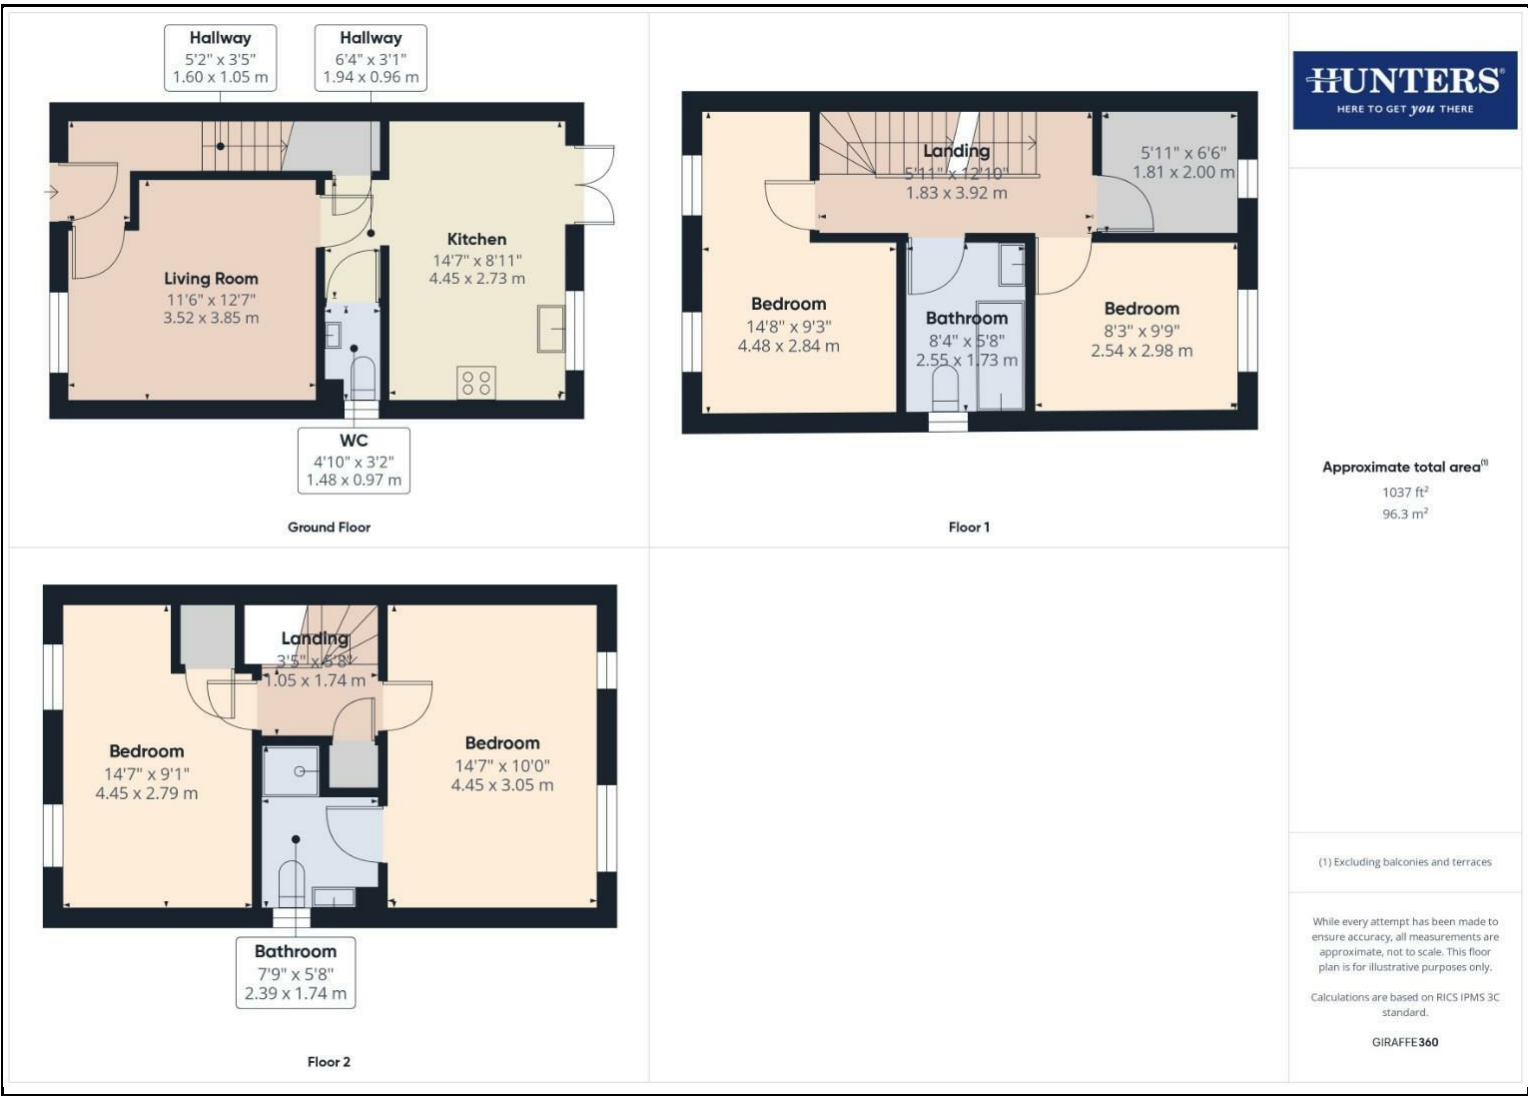 Hallway
5'2" x 3'5"
1.60 x 1.05 m
Hallway
6'4" x 3'1"
1.94 x 0.96 m
Living Room
11'6" x 12'7"
3.52 x 3.85 m
Kitchen
14'7" x 8'11"
4.45 x 2.73 m
WC
4'10" x 3'2"
1.48 x 0.97 m
Ground Floor
Landing
5'11" x 12'10"
1.83 x 3.92 m
5'11" x 6'6"
1.81 x 2.00 m
Bedroom
14'8" x 9'3"
4.48 x 2.84 m
Bathroom
8'4" x 5'8"
2.55 x 1.73 m
Bedroom
8'3" x 9'9"
2.54 x 2.98 m
Floor 1
Landing
3'5" x 5'8"
1.05 x 1.74 m
Bedroom
14'7" x 9'1"
4.45 x 2.79 m
Bedroom
14'7" x 10'0"
4.45 x 3.05 m
Bathroom
7'9" x 5'8"
2.39 x 1.74 m
Floor 2
HUNTERS®
HERE TO GET you THERE
Approximate total area(1)
1037 ft²
96.3 m²
(1) Excluding balconies and terraces
While every attempt has been made to
ensure accuracy, all measurements are
approximate, not to scale. This floor
plan is for illustrative purposes only.
Calculations are based on RICS IPMS 3C
standard.
GIRAFFE360